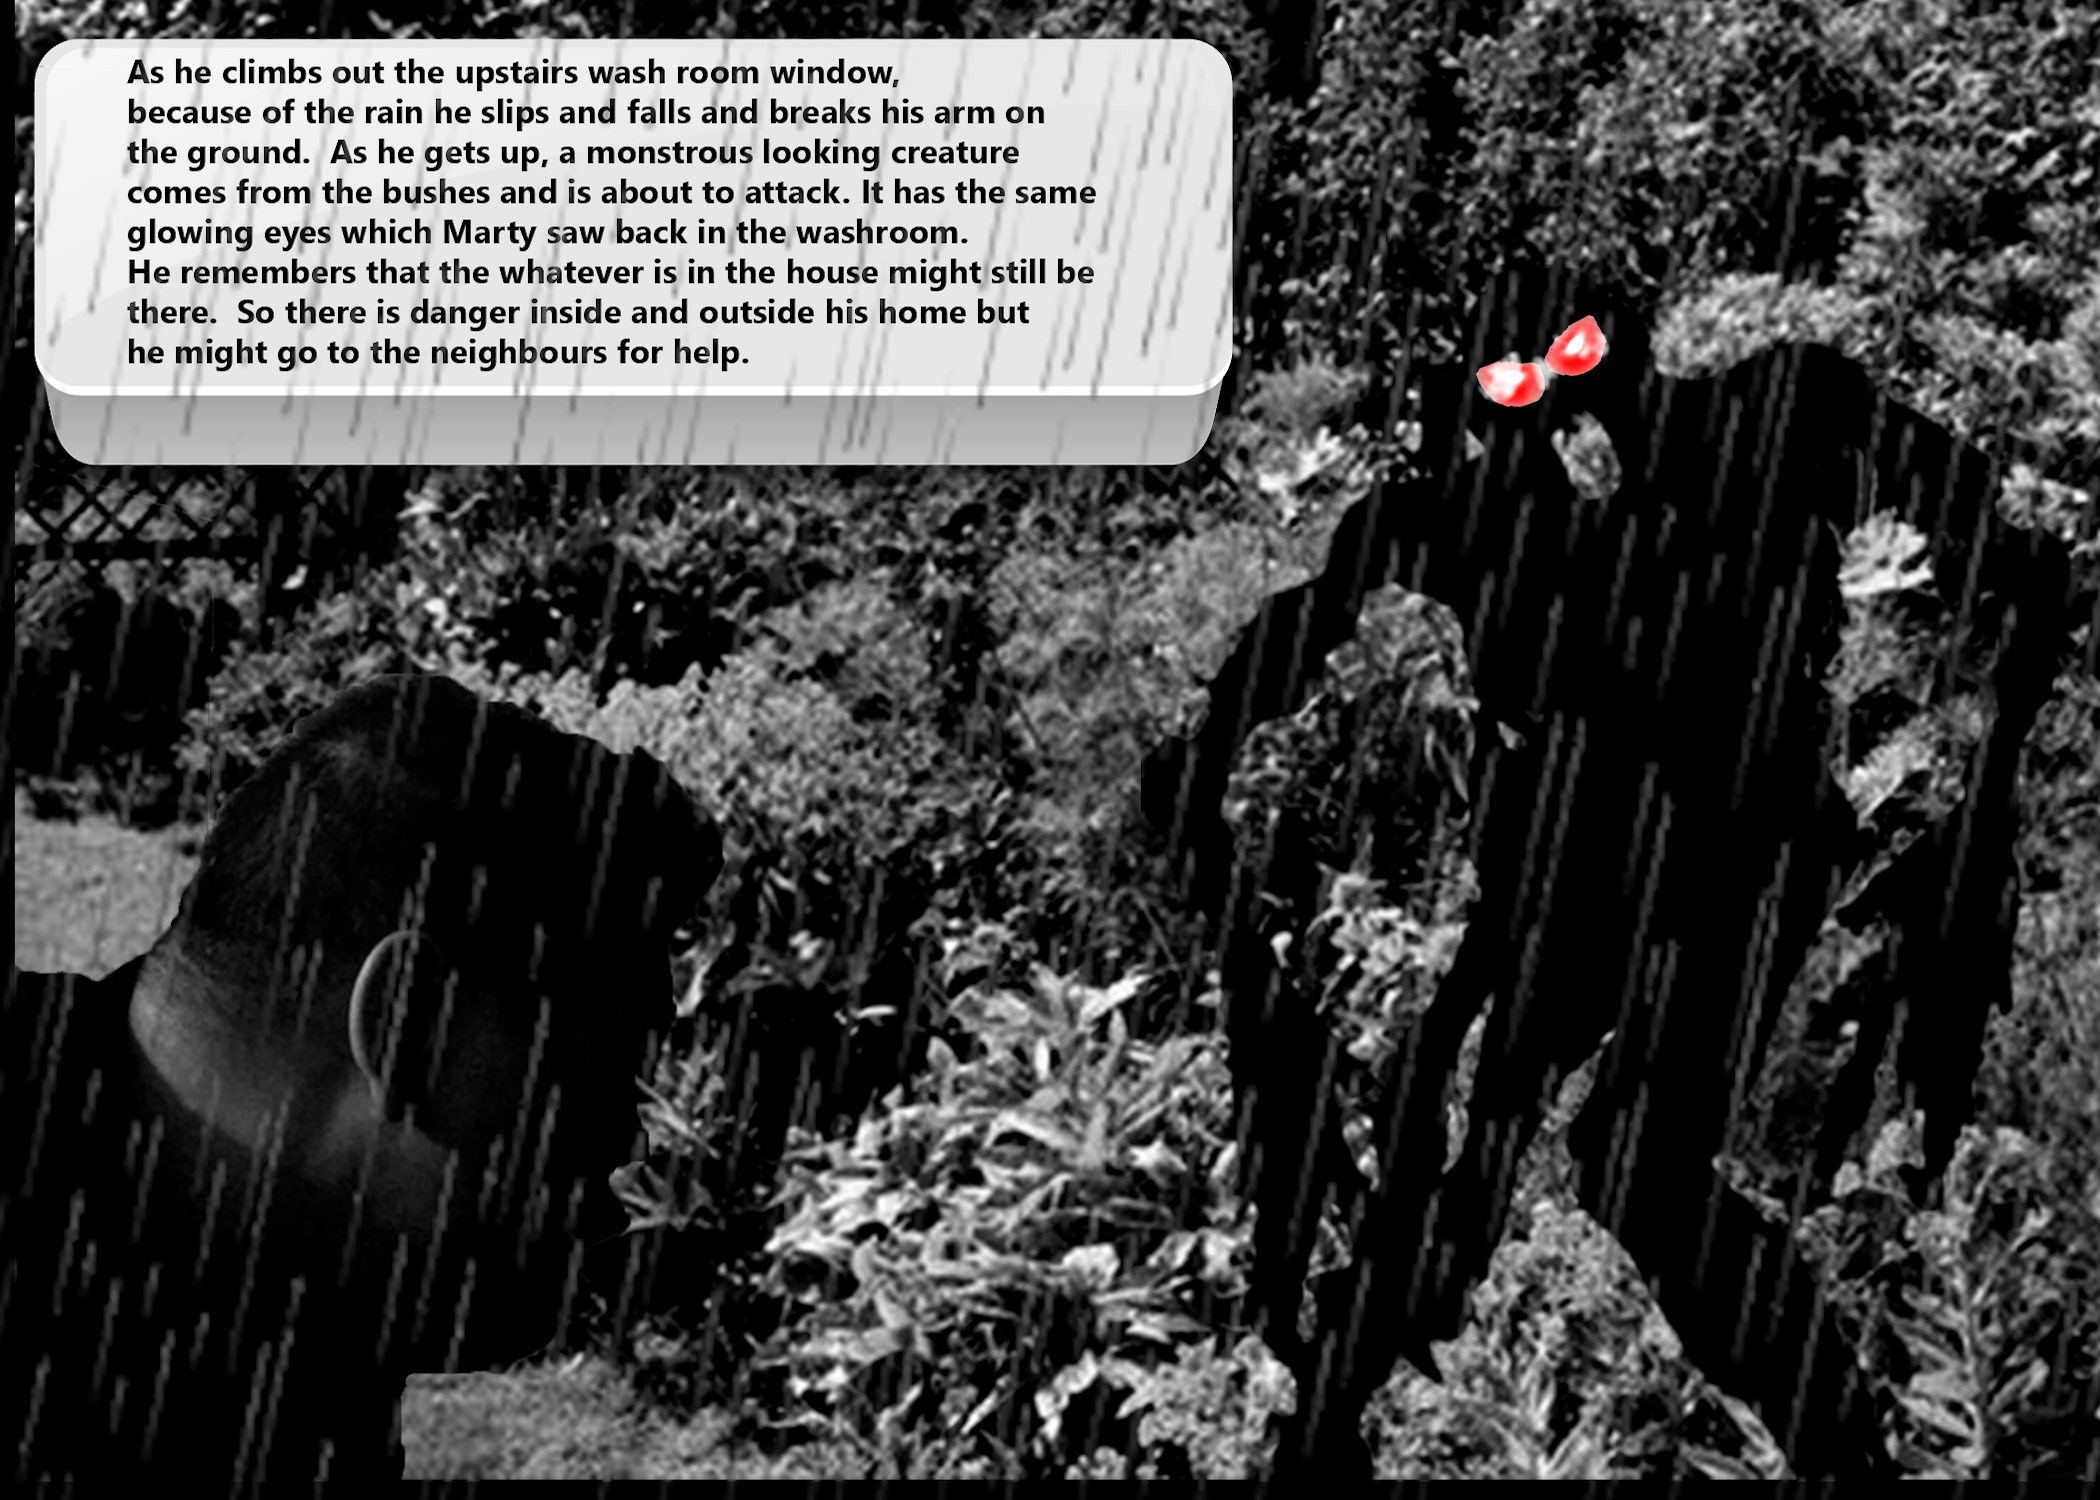 As he climbs out the upstairs wash room window,
because of the rain he slips and falls and breaks his arm on
the ground.  As he gets up, a monstrous looking creature
comes from the bushes and is about to attack. It has the same
glowing eyes which Marty saw back in the washroom.
He remembers that the whatever is in the house might still be
there.  So there is danger inside and outside his home but
he might go to the neighbours for help.